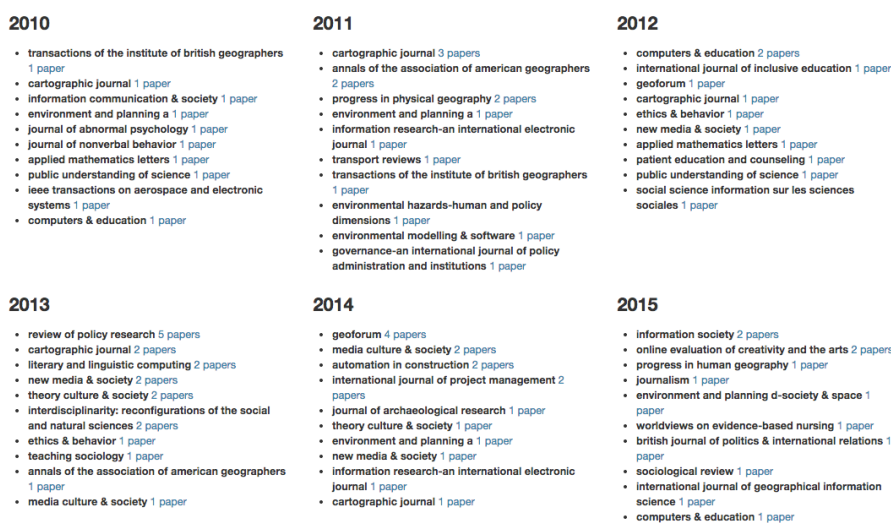 2010
transactions of the institute of british geographers
1 paper
cartographic journal 1 paper
information communication & society 1 paper
environment and planning a 1 paper
journal of abnormal psychology 1 paper
journal of nonverbal behavior 1 paper
applied mathematics letters 1 paper
public understanding of science 1 paper
ieee transactions on aerospace and electronic
systems 1 paper
computers & education 1 paper
2011
cartographic journal 3 papers
annals of the association of american geographers
2 papers
progress in physical geography 2 papers
environment and planning a 1 paper
information research-an international electronic
journal 1 paper
transport reviews 1 paper
transactions of the institute of british geographers
1 paper
environmental hazards-human and policy
dimensions 1 paper
environmental modelling & software 1 paper
governance-an international journal of policy
administration and institutions 1 paper
2012
computers & education 2 papers
international journal of inclusive education 1 paper
geoforum 1 paper
cartographic journal 1 paper
ethics & behavior 1 paper
new media & society 1 paper
applied mathematics letters 1 paper
patient education and counseling 1 paper
public understanding of science 1 paper
social science information sur les sciences
sociales 1 paper
2013
review of policy research 5 papers
cartographic journal 2 papers
literary and linguistic computing 2 papers
new media & society 2 papers
theory culture & society 2 papers
interdisciplinarity: reconfigurations of the social
and natural sciences 2 papers
ethics & behavior 1 paper
teaching sociology 1 paper
annals of the association of american geographers
1 paper
media culture & society 1 paper
2014
geoforum 4 papers
media culture & society 2 papers
automation in construction 2 papers
international journal of project management 2
papers
journal of archaeological research 1 paper
theory culture & society 1 paper
environment and planning a 1 paper
new media & society 1 paper
information research-an international electronic
journal 1 paper
cartographic journal 1 paper
2015
information society 2 papers
online evaluation of creativity and the arts 2 papers
progress in human geography 1 paper
journalism 1 paper
environment and planning d-society & space 1
paper
worldviews on evidence-based nursing 1 paper
british journal of politics & international relations 1
paper
sociological review 1 paper
international journal of geographical information
science 1 paper
computers & education 1 paper